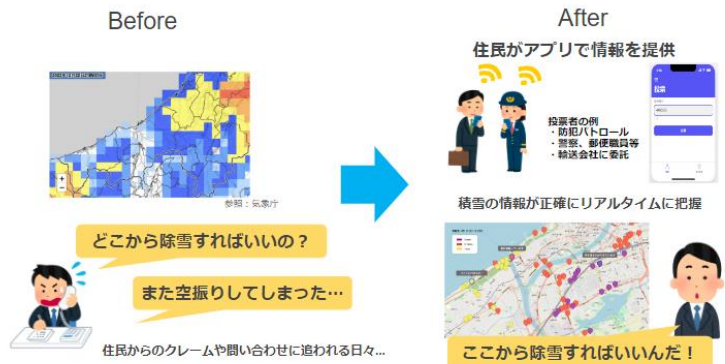 Before
After
住民がアプリで情報を提供
投票
投票者の例
・防犯パトロール
・警察、郵便職員等
・輸送会社に委託
参照：気象庁
積雪の情報が正確にリアルタイムに把握
どこから除雪すればいいの？
また空振りしてしまった…
住民からのクレームや問い合わせに追われる日々...
ここから除雪すればいいんだ！